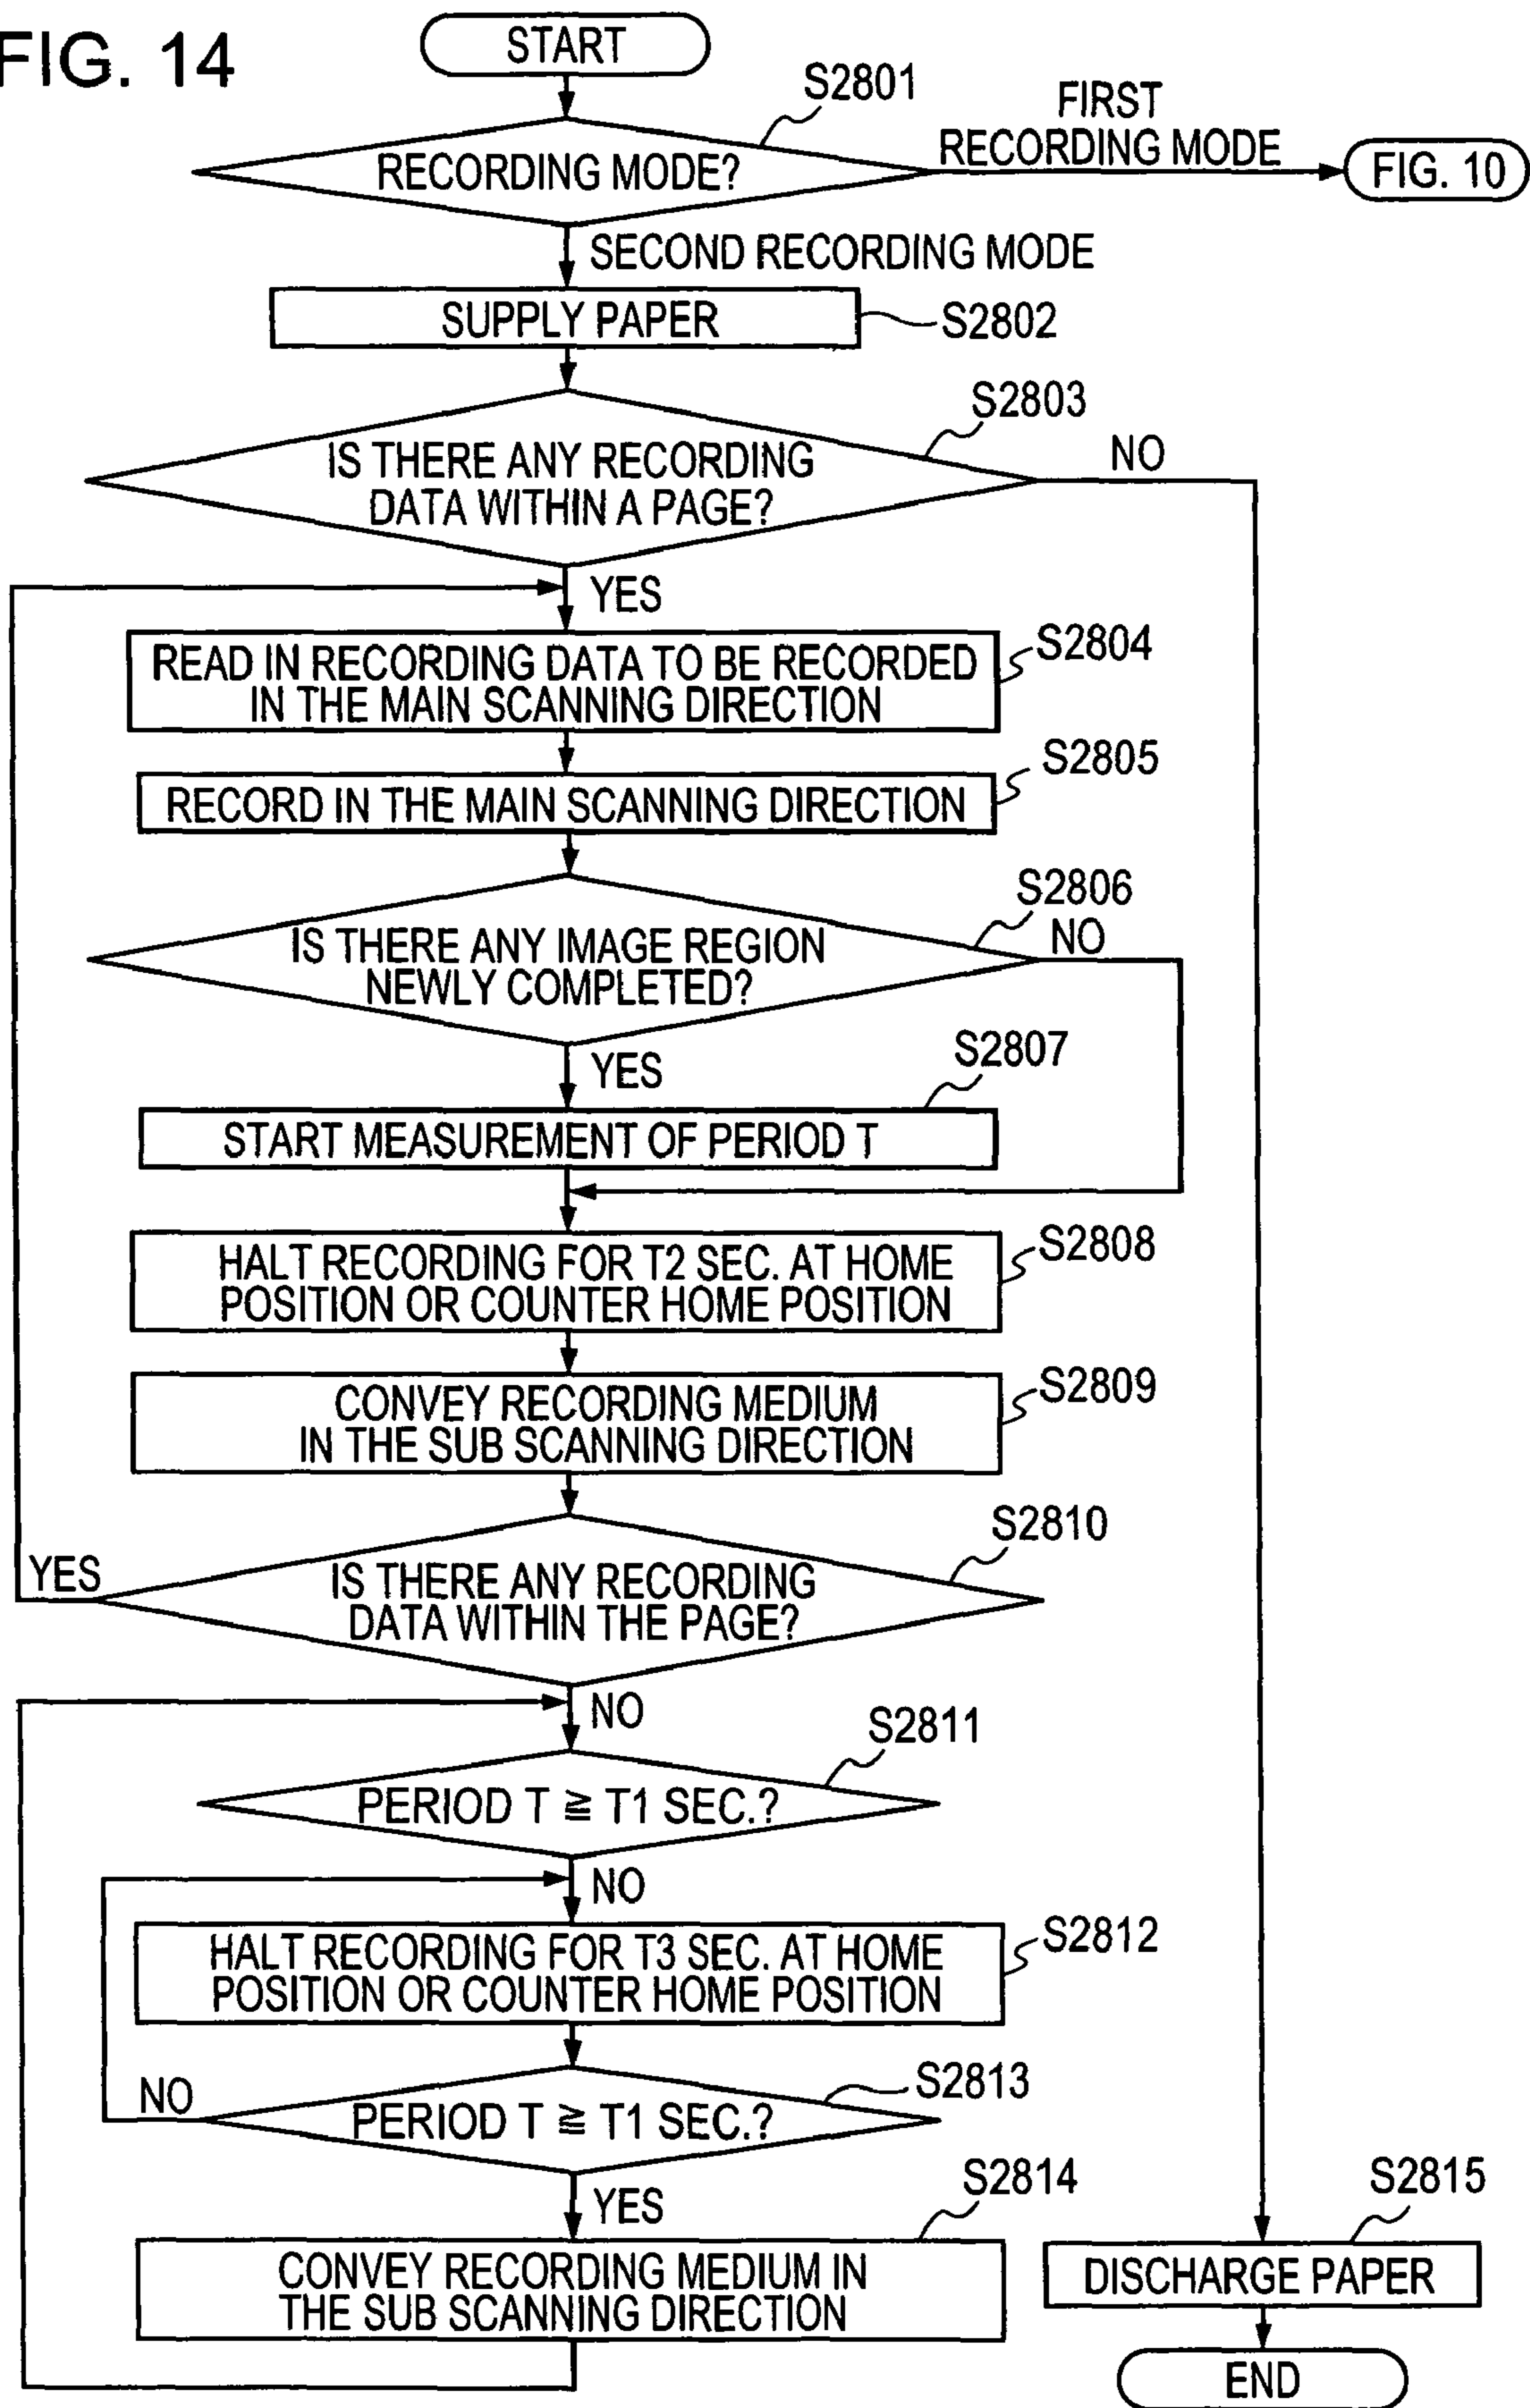 FIG. 14
START
S2801
RECORDING MODE?
FIRST
RECORDING MODE
FIG. 10
SECOND RECORDING MODE
SUPPLY PAPER
S2802
S2803
IS THERE ANY RECORDING
DATA WITHIN A PAGE?
NO
YES
S2804
READ IN RECORDING DATA TO BE RECORDED
IN THE MAIN SCANNING DIRECTION
S2805
RECORD IN THE MAIN SCANNING DIRECTION
S2806
IS THERE ANY IMAGE REGION
NEWLY COMPLETED?
NO
YES
S2807
START MEASUREMENT OF PERIOD T
S2808
HALT RECORDING FOR T2 SEC. AT HOME
POSITION OR COUNTER HOME POSITION
S2809
CONVEY RECORDING MEDIUM
IN THE SUB SCANNING DIRECTION
S2810
YES
IS THERE ANY RECORDING
DATA WITHIN THE PAGE?
NO
S2811
PERIOD T ≧ T1 SEC.?
NO
S2812
HALT RECORDING FOR T3 SEC. AT HOME
POSITION OR COUNTER HOME POSITION
S2813
NO
PERIOD T ≧ T1 SEC.?
YES
S2814
CONVEY RECORDING MEDIUM IN
THE SUB SCANNING DIRECTION
S2815
DISCHARGE PAPER
END